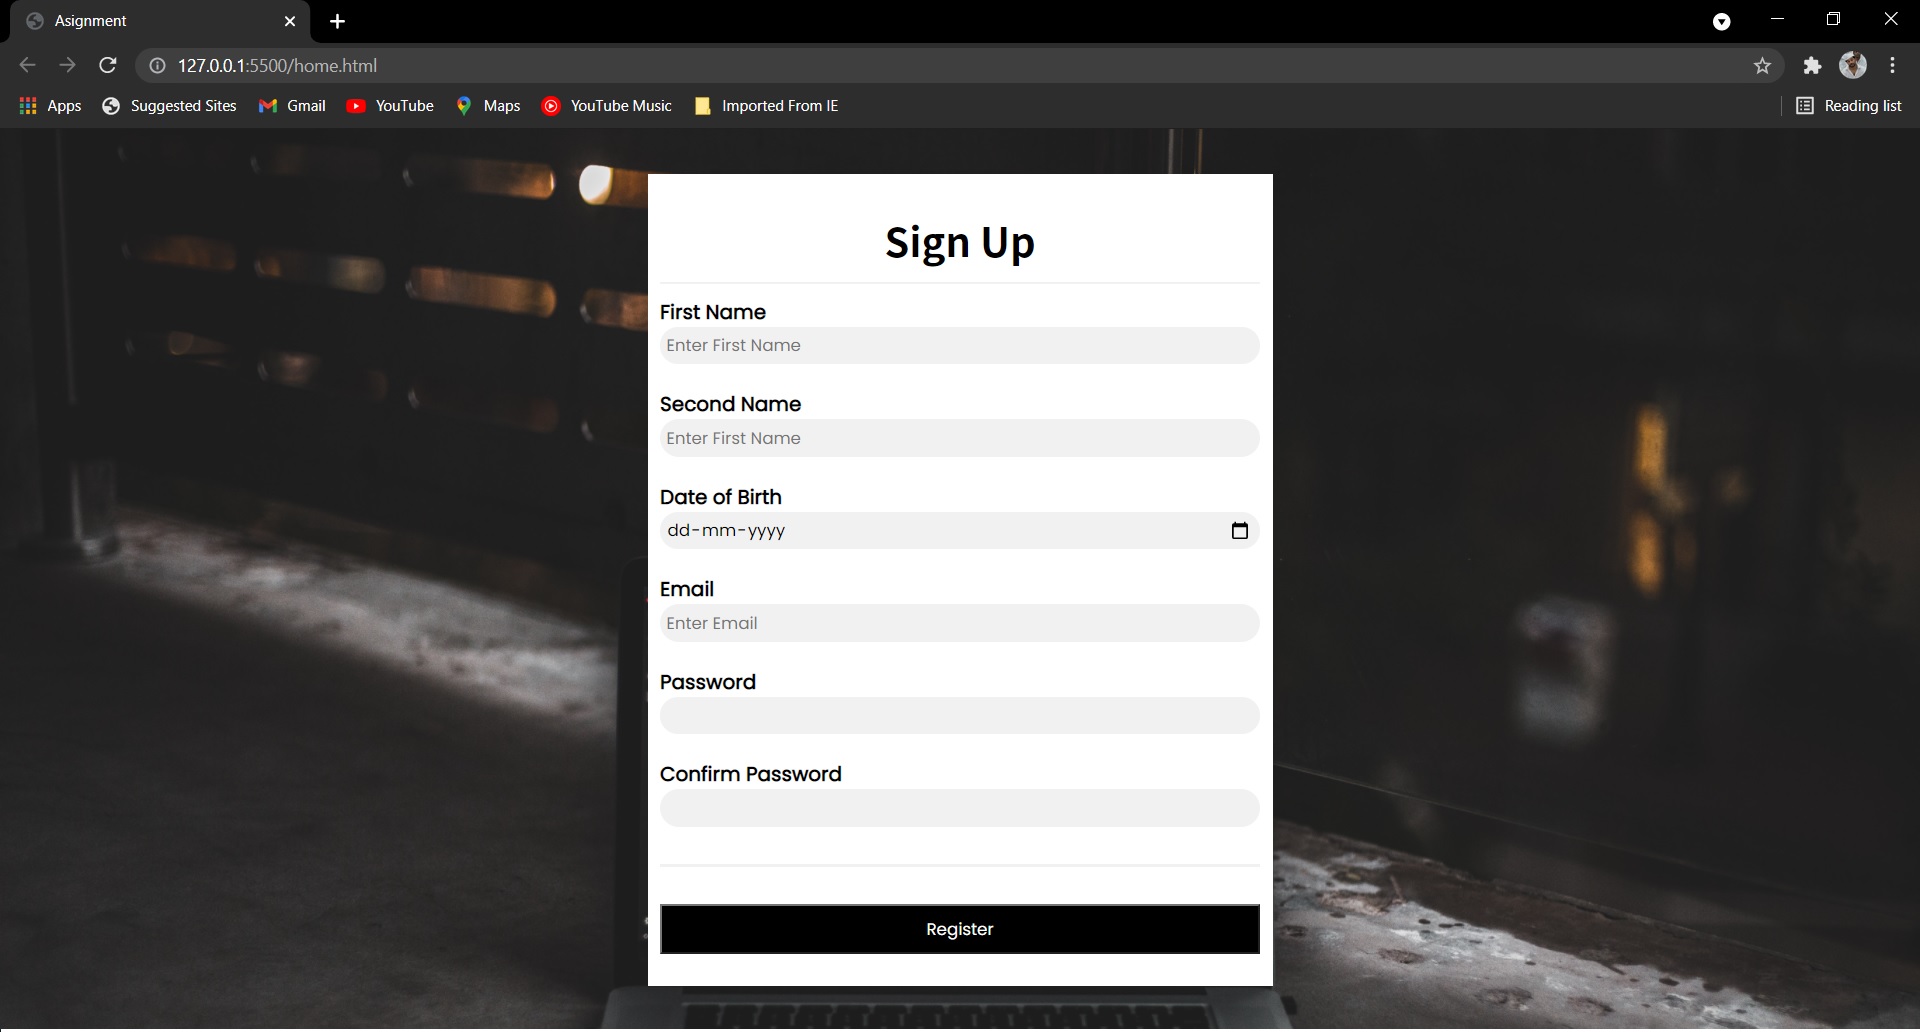 Asignment
127.0.0.1:5500/home.html
Apps Suggested Sites Gmail YouTube Maps YouTube Music Imported From IE Reading list
Sign Up
First Name
Enter First Name
Second Name
Enter First Name
Date of Birth
dd-mm-yyyy
Email
Enter Email
Password
Confirm Password
Register